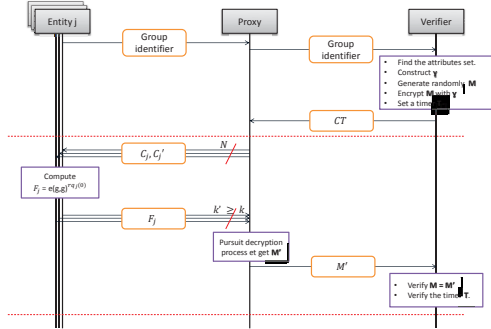 Entity j
Proxy
Verifier
Group
identifier
Group
identifier
• Find the attributes set.
• Construct γ
• Generate randomly M
• Encrypt M with γ
• Set a time T
CT
N
C_j, C_j'
Compute
F_j = e(g,g)^{rq_j(0)}
k' ≥ k
F_j
Pursuit decryption
process et get M'
M'
• Verify M = M'
• Verify the time T.